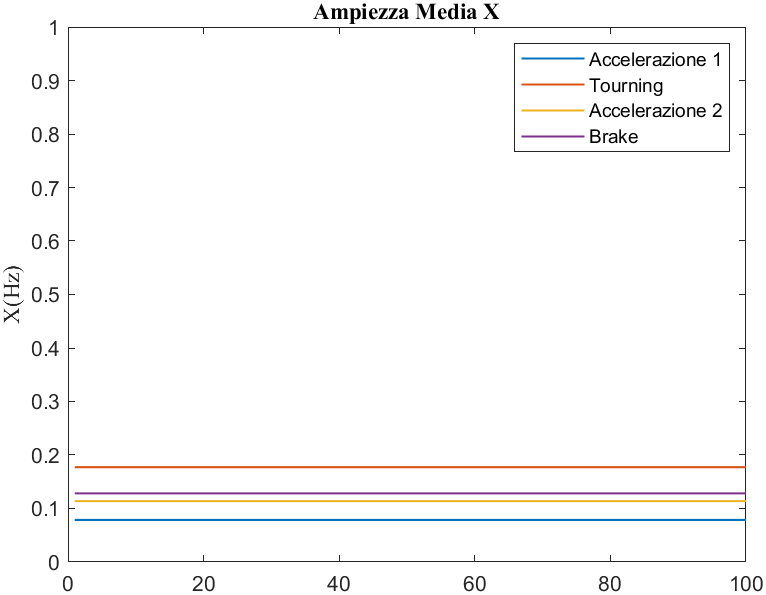 Ampiezza Media X
1
0.9
0.8
0.7
0.6
0.5
0.4
0.3
0.2
0.1
0
X(Hz)
Accelerazione 1
Tourning
Accelerazione 2
Brake
0 20 40 60 80 100